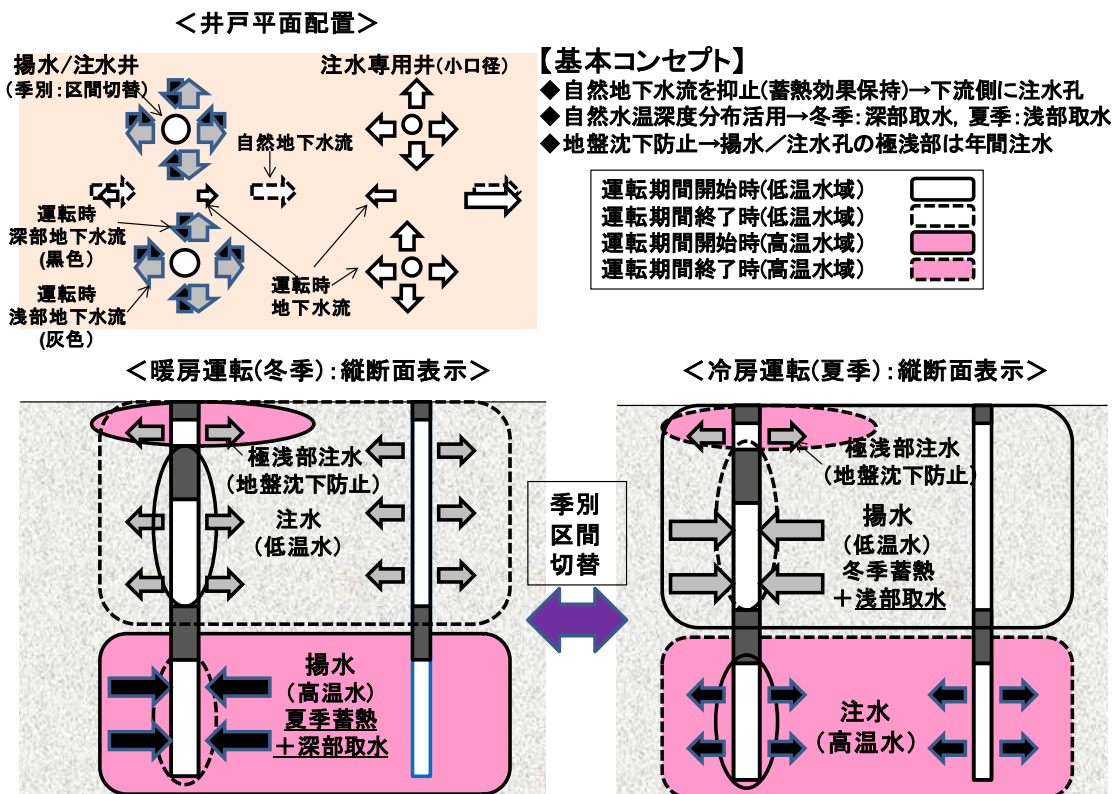 ＜井戸平面配置＞
揚水/注水井
(季別：区間切替)
注水専用井(小口径)
自然地下水流
運転時
深部地下水流
(黒色)
運転時
浅部地下水流
(灰色)
運転時
地下水流
【基本コンセプト】
◆自然地下水流を抑止(蓄熱効果保持)→下流側に注水孔
◆自然水温深度分布活用→冬季：深部取水，夏季：浅部取水
◆地盤沈下防止→揚水／注水孔の極浅部は年間注水
運転期間開始時(低温水域)
運転期間終了時(低温水域)
運転期間開始時(高温水域)
運転期間終了時(高温水域)
＜暖房運転(冬季)：縦断面表示＞
極浅部注水
(地盤沈下防止)
注水
(低温水)
揚水
(高温水)
夏季蓄熱
＋深部取水
季別
区間
切替
＜冷房運転(夏季)：縦断面表示＞
極浅部注水
(地盤沈下防止)
揚水
(低温水)
冬季蓄熱
＋浅部取水
注水
(高温水)